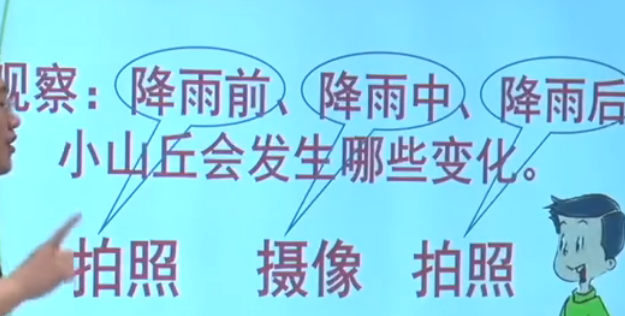 观察：降雨前、降雨中、降雨后
小山丘会发生哪些变化。
拍照 摄像 拍照